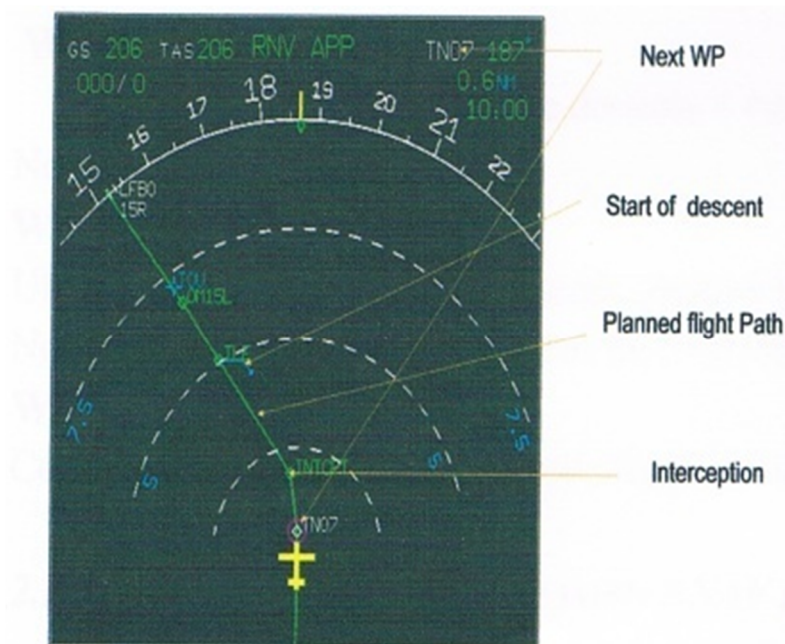 GS 206 TAS 206 RNV APP TN07 187°
000/0 0.6 NM
10:00
15 16 17 18 19 20 21 22
LFBO
15R
TOU
OM15L
7.5 7.5
5 5
INTCPT
TN07
Next WP
Start of descent
Planned flight Path
Interception